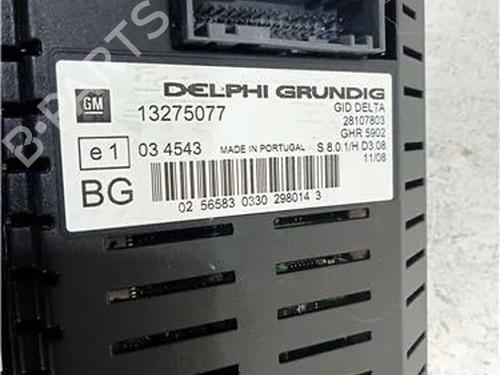 DELPHI GRUNDIG
GM
13275077
GID DELTA
28107803
GHR 5902
e1
03 4543
MADE IN PORTUGAL
S 8.0.1/H D3.08
11/08
BG
02 56583 0330 298014 3